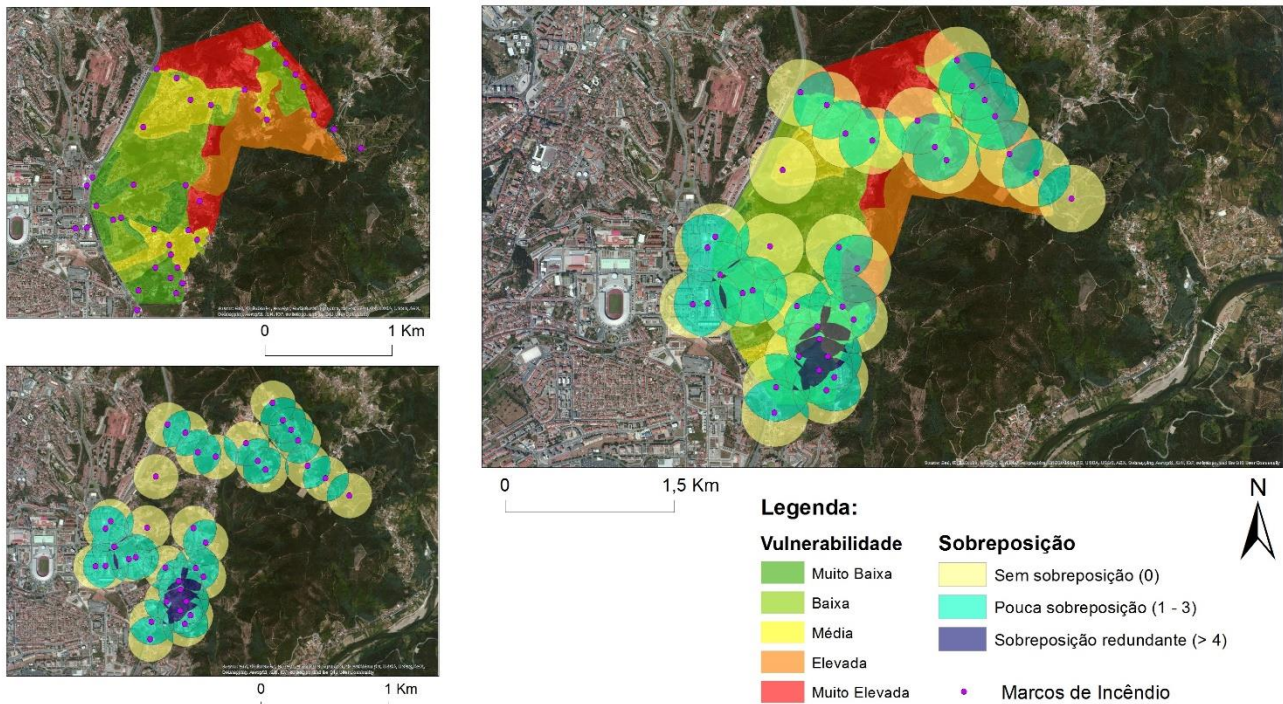 0
1 Km
0
1 Km
0
1,5 Km
N
Legenda:
Vulnerabilidade
Muito Baixa
Baixa
Média
Elevada
Muito Elevada
Sobreposição
Sem sobreposição (0)
Pouca sobreposição (1 - 3)
Sobreposição redundante (> 4)
Marcos de Incêndio